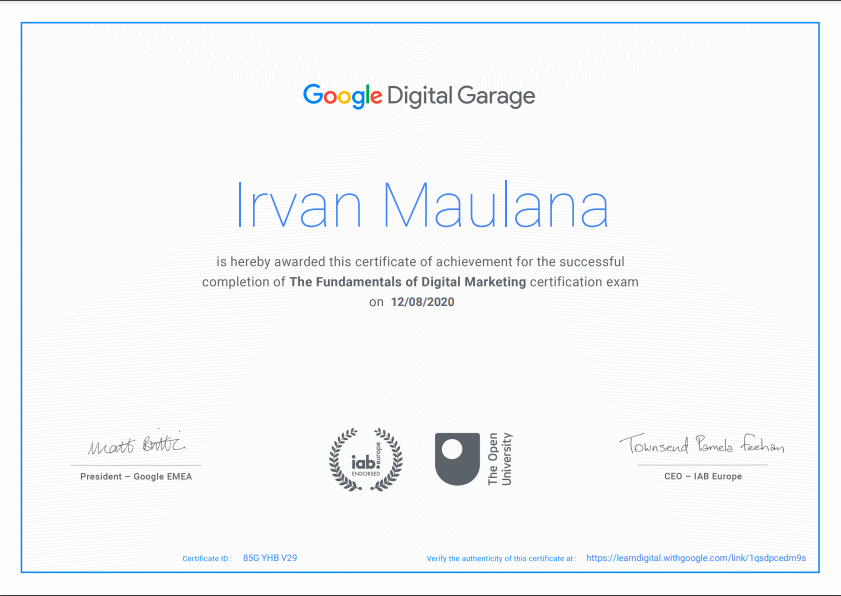 Google Digital Garage
Irvan Maulana
is hereby awarded this certificate of achievement for the successful
completion of The Fundamentals of Digital Marketing certification exam
on 12/08/2020
Matt Brittin
President – Google EMEA
iab.europe
ENDORSED
The Open
University
Townsend Pamela Feehan
CEO – IAB Europe
Certificate ID : 85G YHB V29
Verify the authenticity of this certificate at : https://learndigital.withgoogle.com/link/1qsdpcedm9s